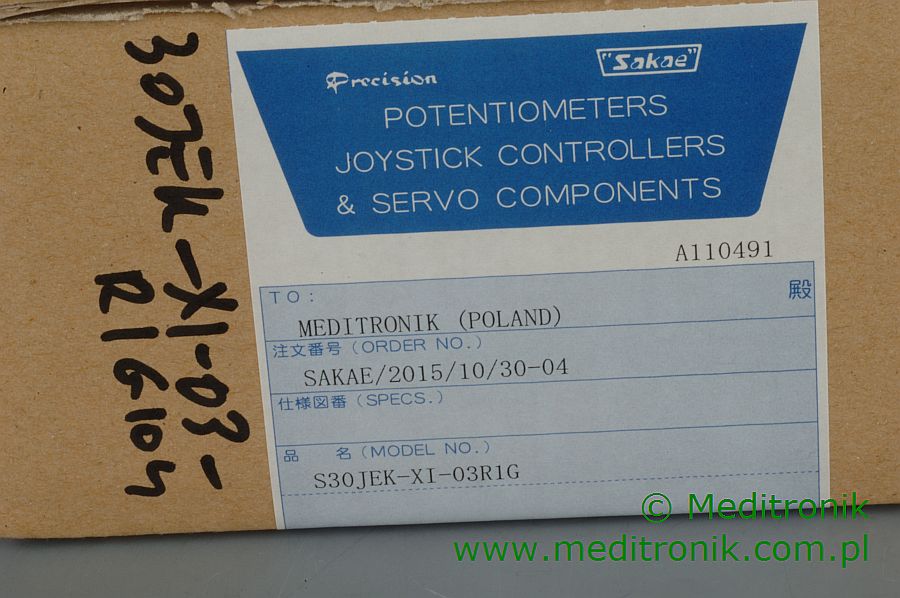 30JEK-XI-03-
R1G104
Precision
"Sakae"
POTENTIOMETERS
JOYSTICK CONTROLLERS
& SERVO COMPONENTS
A110491
TO:
殿
MEDITRONIK (POLAND)
注文番号 (ORDER NO.)
SAKAE/2015/10/30-04
仕様図番 (SPECS.)
品 名 (MODEL NO.)
S30JEK-XI-03R1G
© Meditronik
www.meditronik.com.pl